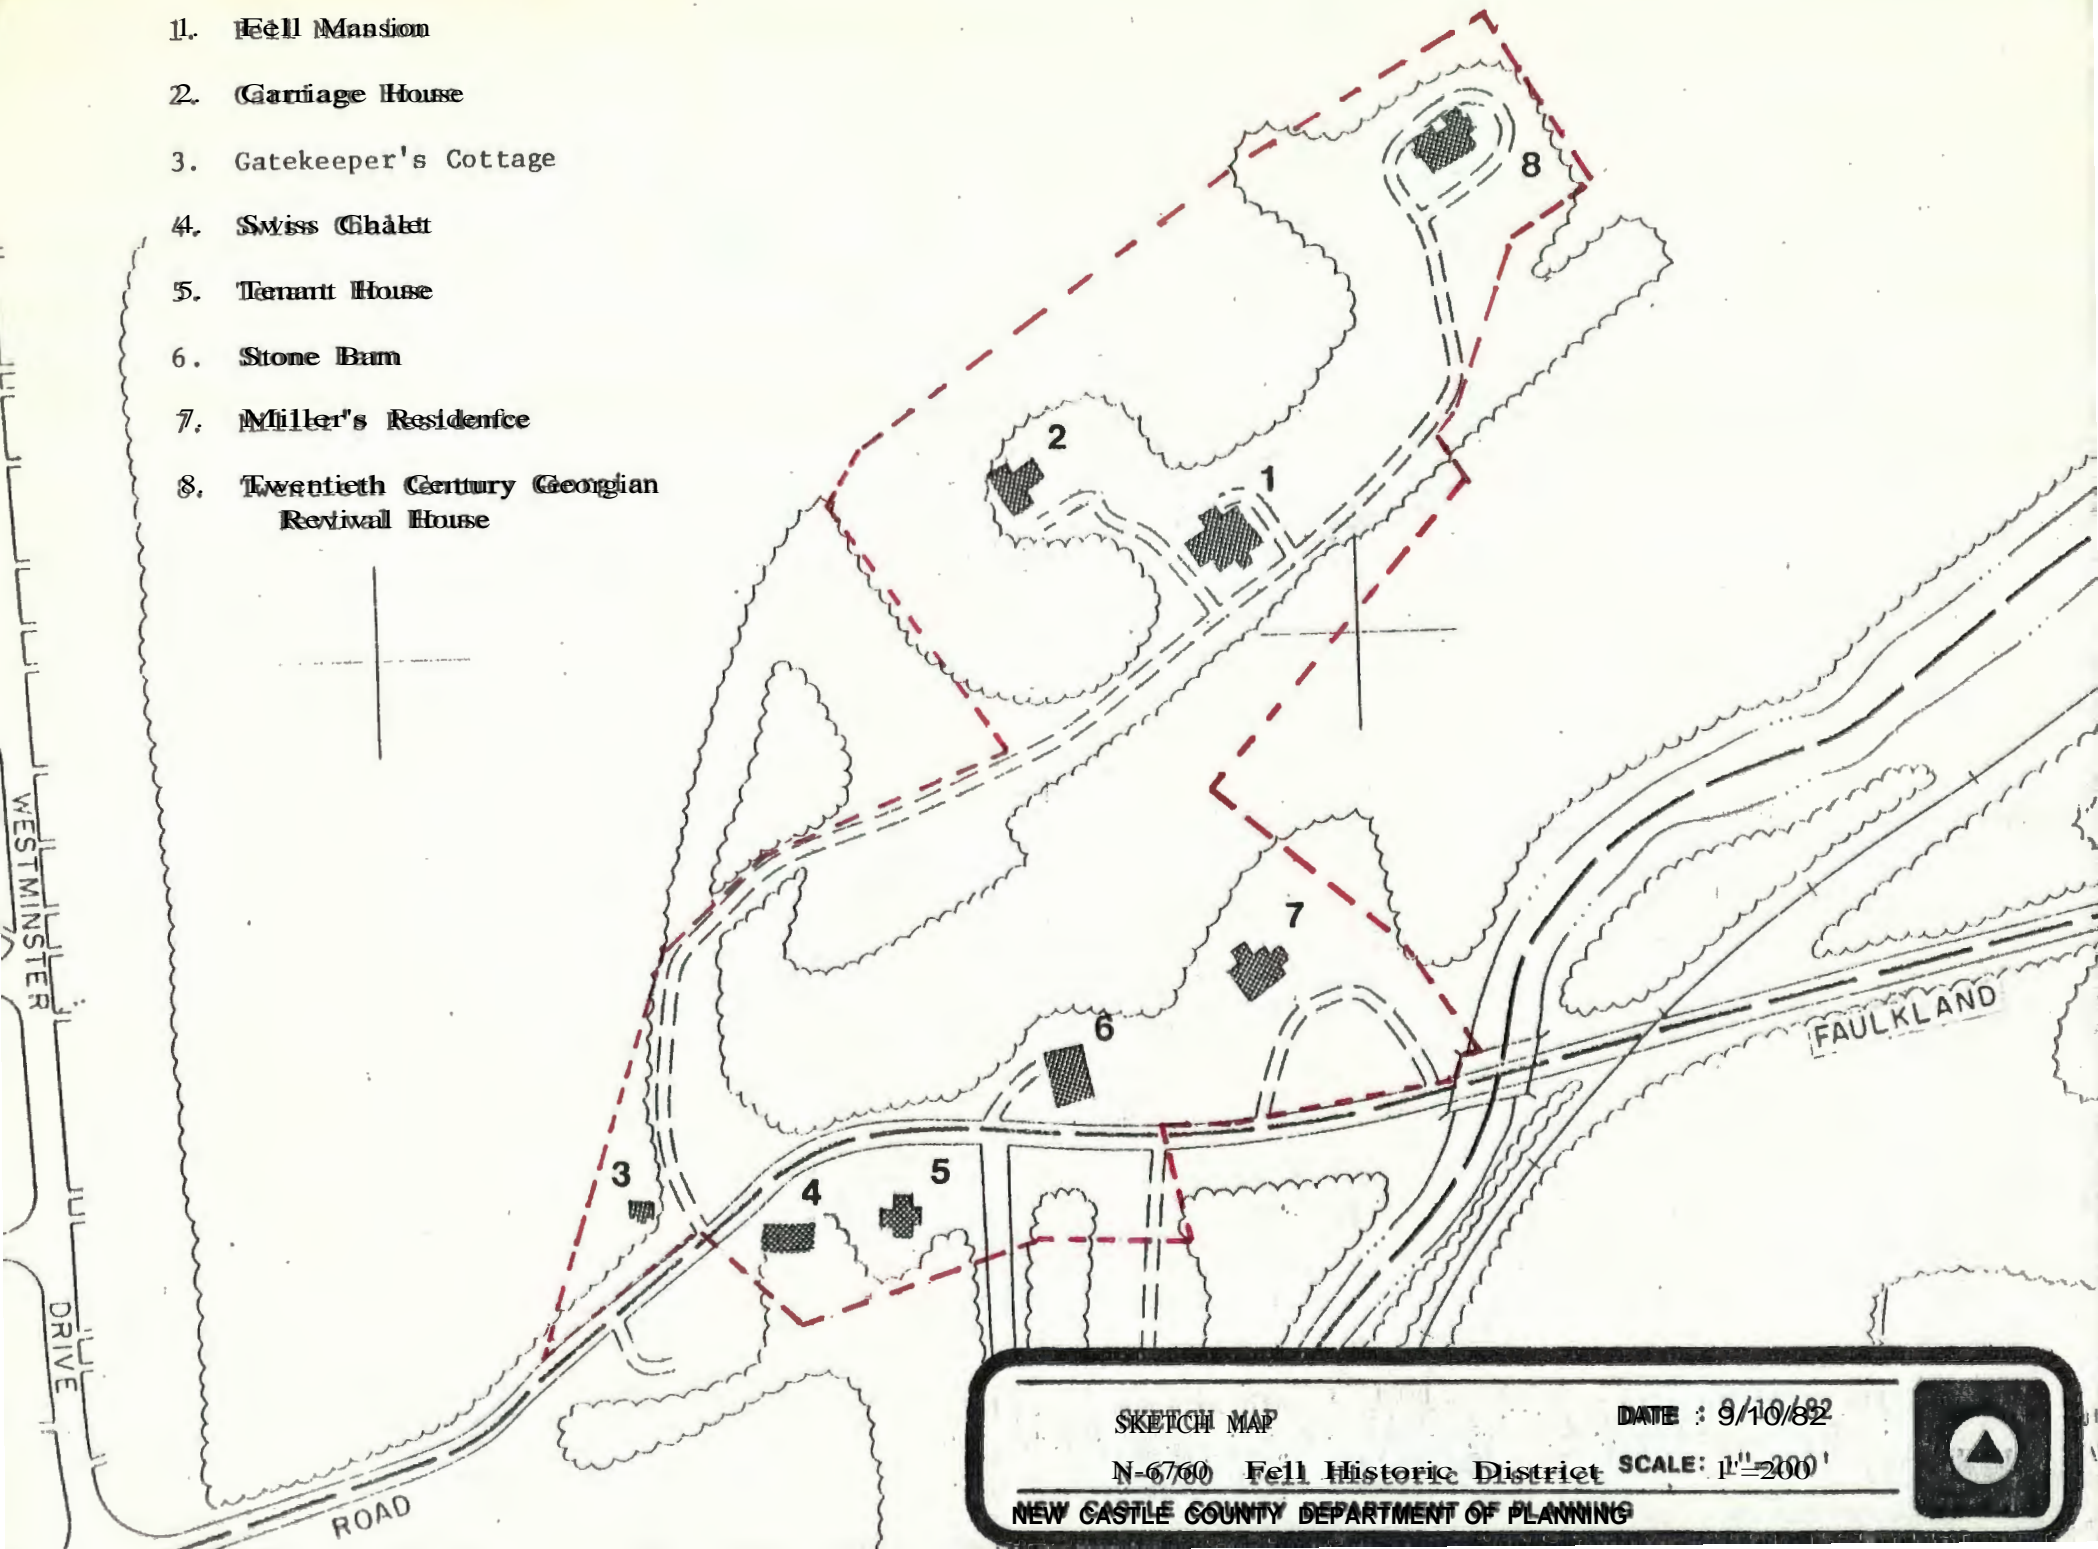 1. Fell Mansion
2. Carriage House
3. Gatekeeper's Cottage
4. Swiss Chalet
5. Tenant House
6. Stone Barn
7. Miller's Residence
8. Twentieth Century Georgian
Revival House
8
2
1
7
6
5
4
3
WESTMINSTER
DRIVE
FAULKLAND
ROAD
SKETCH MAP
DATE : 9/10/82
N-6760 Fell Historic District
SCALE: 1"=200'
NEW CASTLE COUNTY DEPARTMENT OF PLANNING